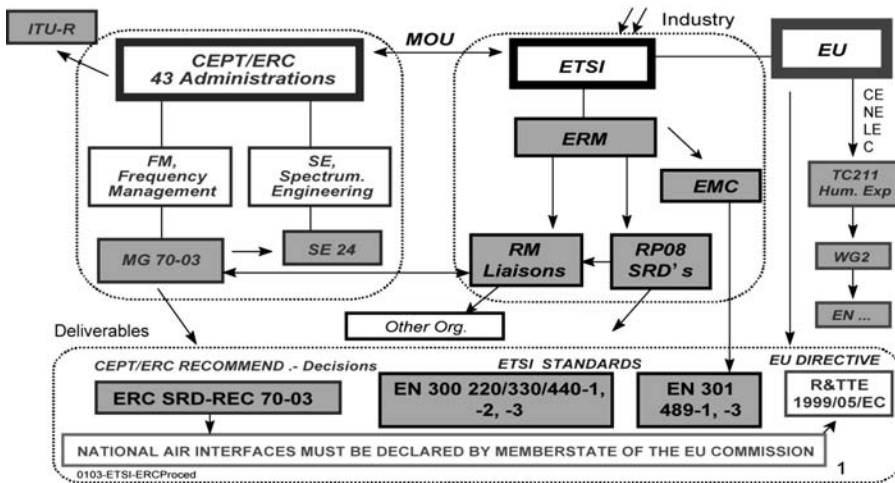 ITU-R
CEPT/ERC
43 Administrations
MOU
Industry
ETSI
EU
CE
NE
LE
C
FM,
Frequency
Management
SE,
Spectrum.
Engineering
ERM
EMC
TC211
Hum. Exp
MG 70-03
SE 24
RM
Liaisons
RP08
SRD's
WG2
EN ...
Other Org.
Deliverables
CEPT/ERC RECOMMEND .- Decisions
ETSI STANDARDS
EU DIRECTIVE
ERC SRD-REC 70-03
EN 300 220/330/440-1,
-2, -3
EN 301
489-1, -3
R&TTE
1999/05/EC
NATIONAL AIR INTERFACES MUST BE DECLARED BY MEMBERSTATE OF THE EU COMMISSION
0103-ETSI-ERCProced
1